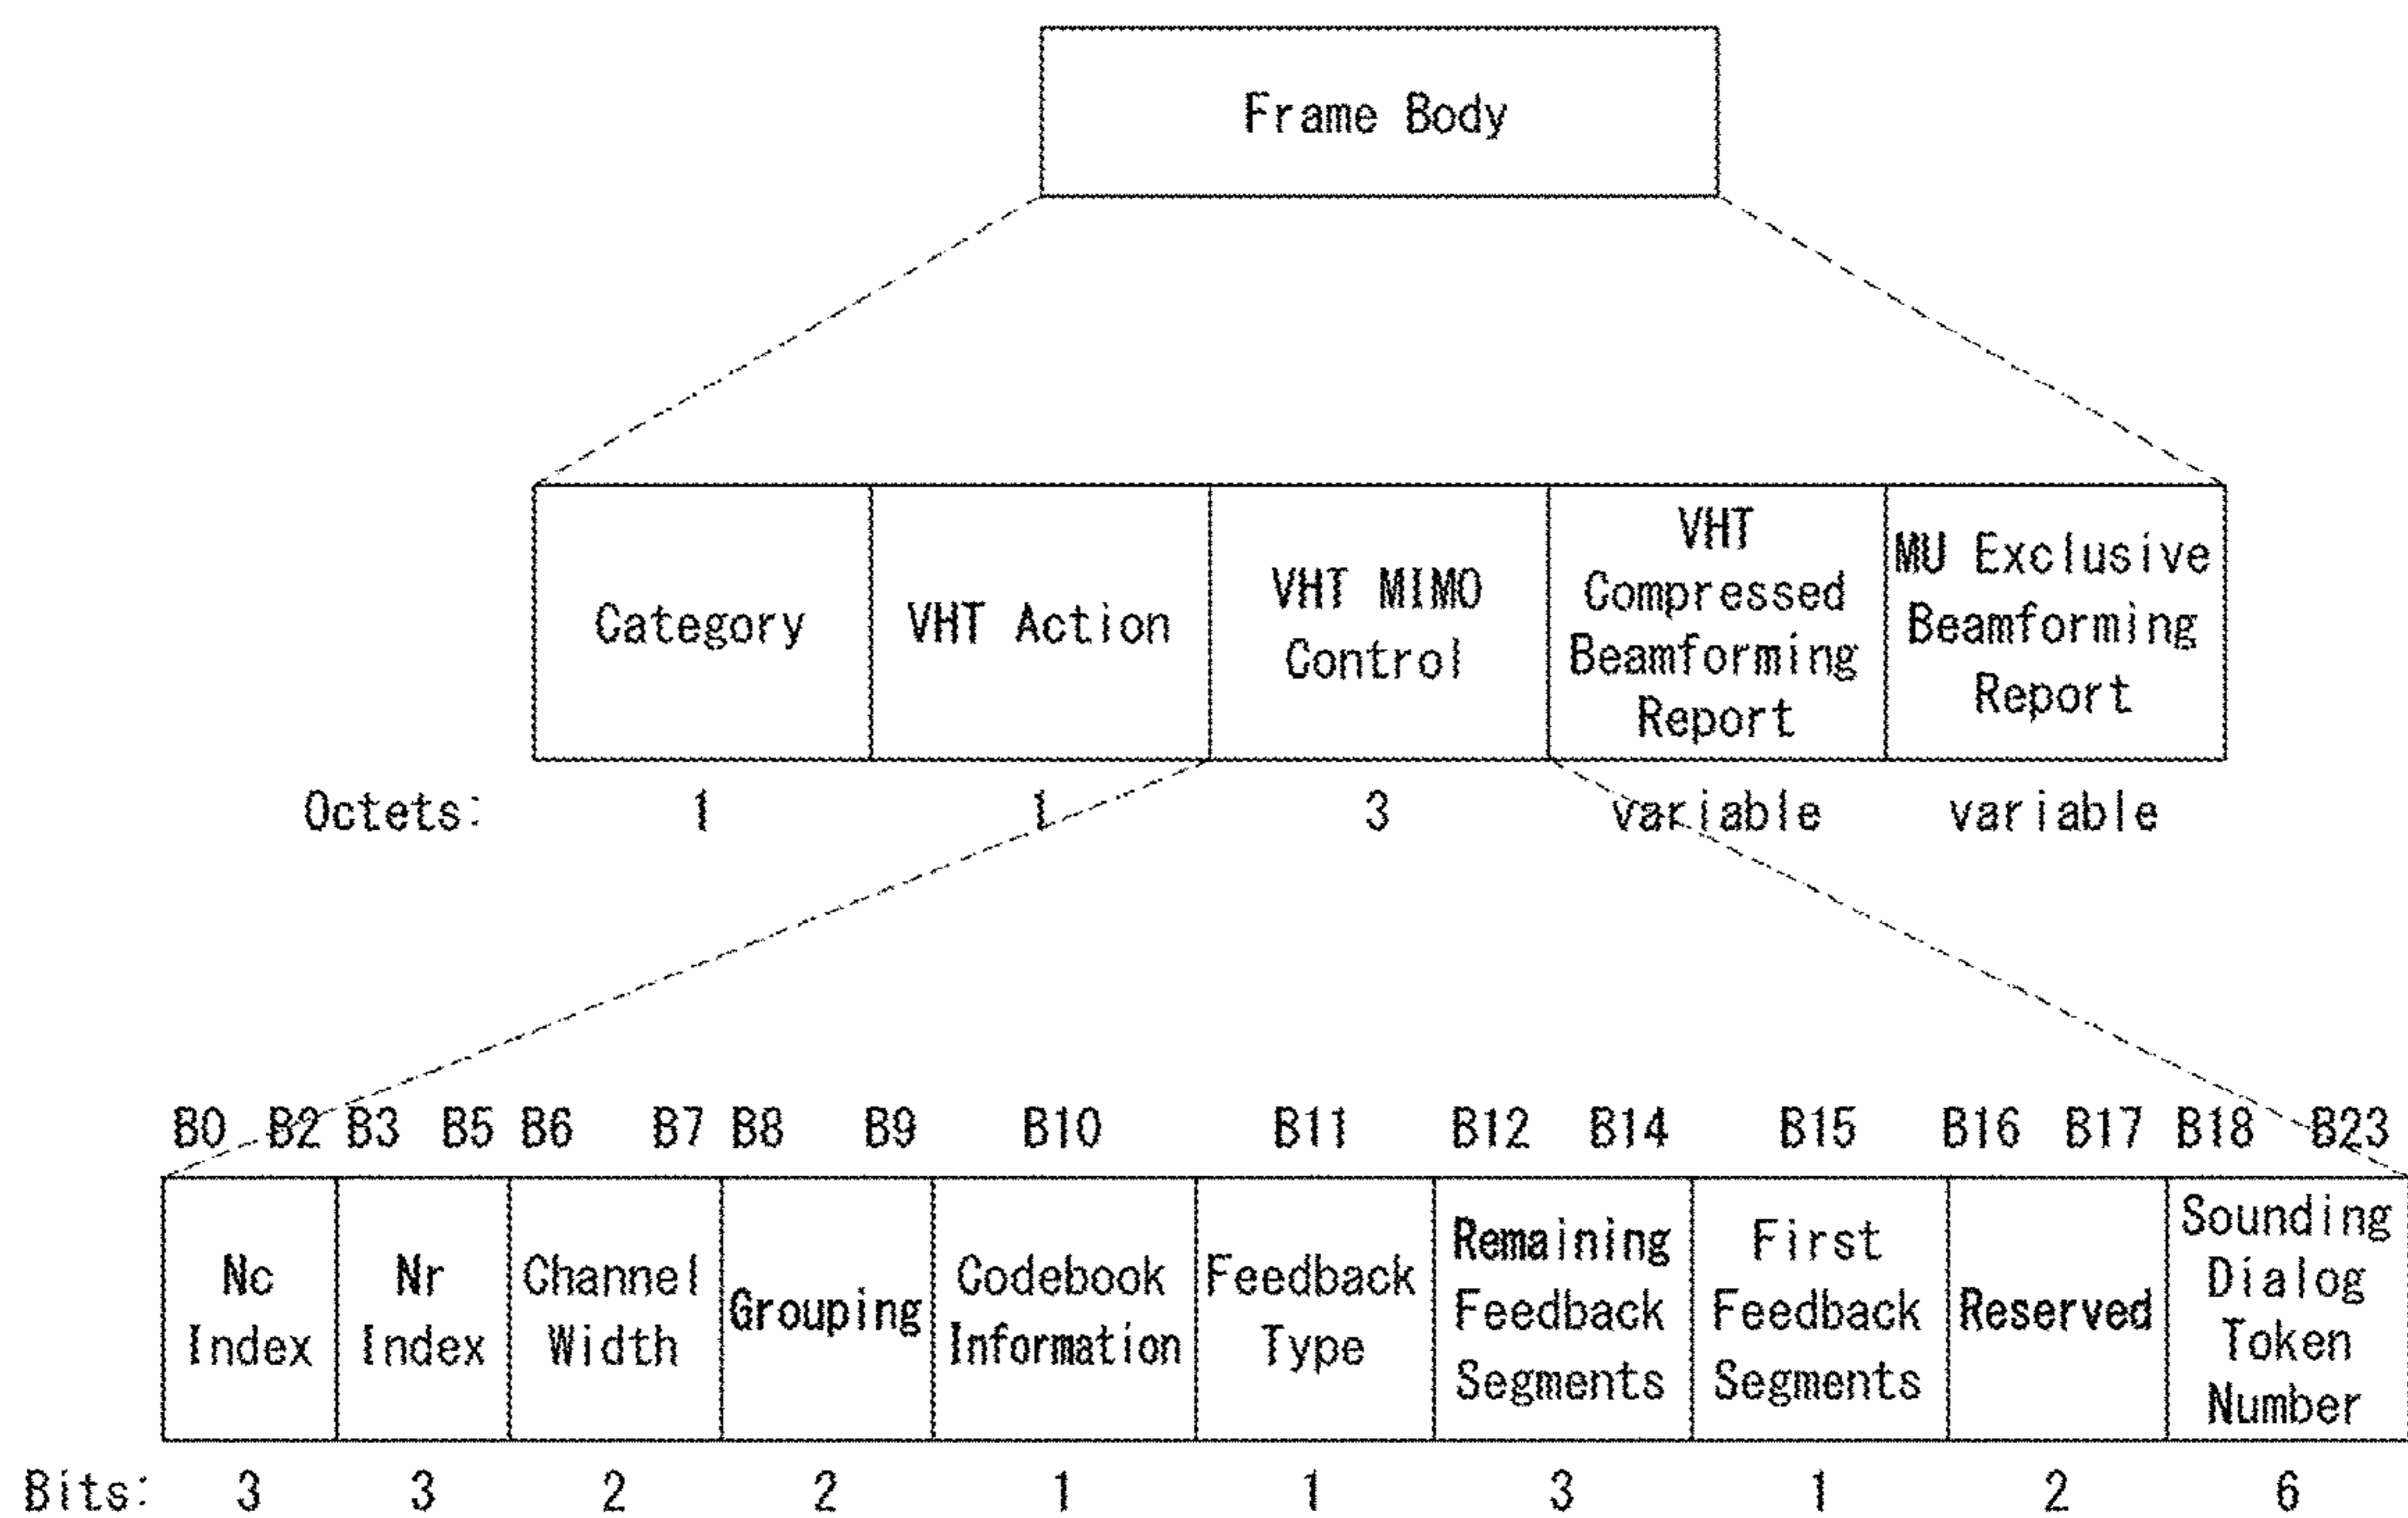 Frame Body
Category
VHT Action
VHT MIMO
Control
VHT
Compressed
Beamforming
Report
MU Exclusive
Beamforming
Report
Octets: 1 1 3 variable variable
B0 B2 B3 B5 B6 B7 B8 B9 B10 B11 B12 B14 B15 B16 B17 B18 B23
Nc
Index
Nr
Index
Channel
Width
Grouping
Codebook
Information
Feedback
Type
Remaining
Feedback
Segments
First
Feedback
Segments
Reserved
Sounding
Dialog
Token
Number
Bits: 3 3 2 2 1 1 3 1 2 6